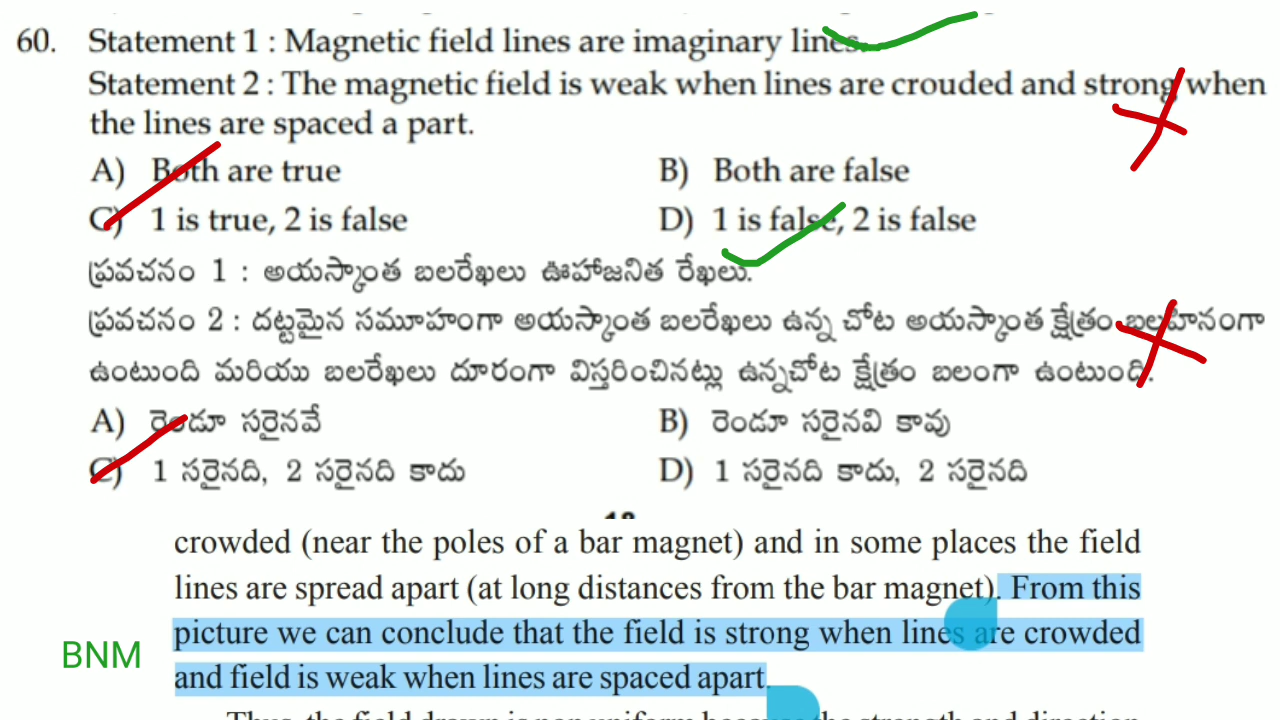 60. Statement 1 : Magnetic field lines are imaginary lines.
Statement 2 : The magnetic field is weak when lines are crouded and strong when
the lines are spaced a part.
A) Both are true B) Both are false
C) 1 is true, 2 is false D) 1 is false, 2 is false
ప్రవచనం 1 : అయస్కాంత బలరేఖలు ఊహాజనిత రేఖలు.
ప్రవచనం 2 : దట్టమైన సమూహంగా అయస్కాంత బలరేఖలు ఉన్న చోట అయస్కాంత క్షేత్రం బలహీనంగా
ఉంటుంది మరియు బలరేఖలు దూరంగా విస్తరించినట్లు ఉన్నచోట క్షేత్రం బలంగా ఉంటుంది.
A) రెండూ సరైనవే B) రెండూ సరైనవి కావు
C) 1 సరైనది, 2 సరైనది కాదు D) 1 సరైనది కాదు, 2 సరైనది
crowded (near the poles of a bar magnet) and in some places the field
lines are spread apart (at long distances from the bar magnet). From this
picture we can conclude that the field is strong when lines are crowded
BNM
and field is weak when lines are spaced apart.